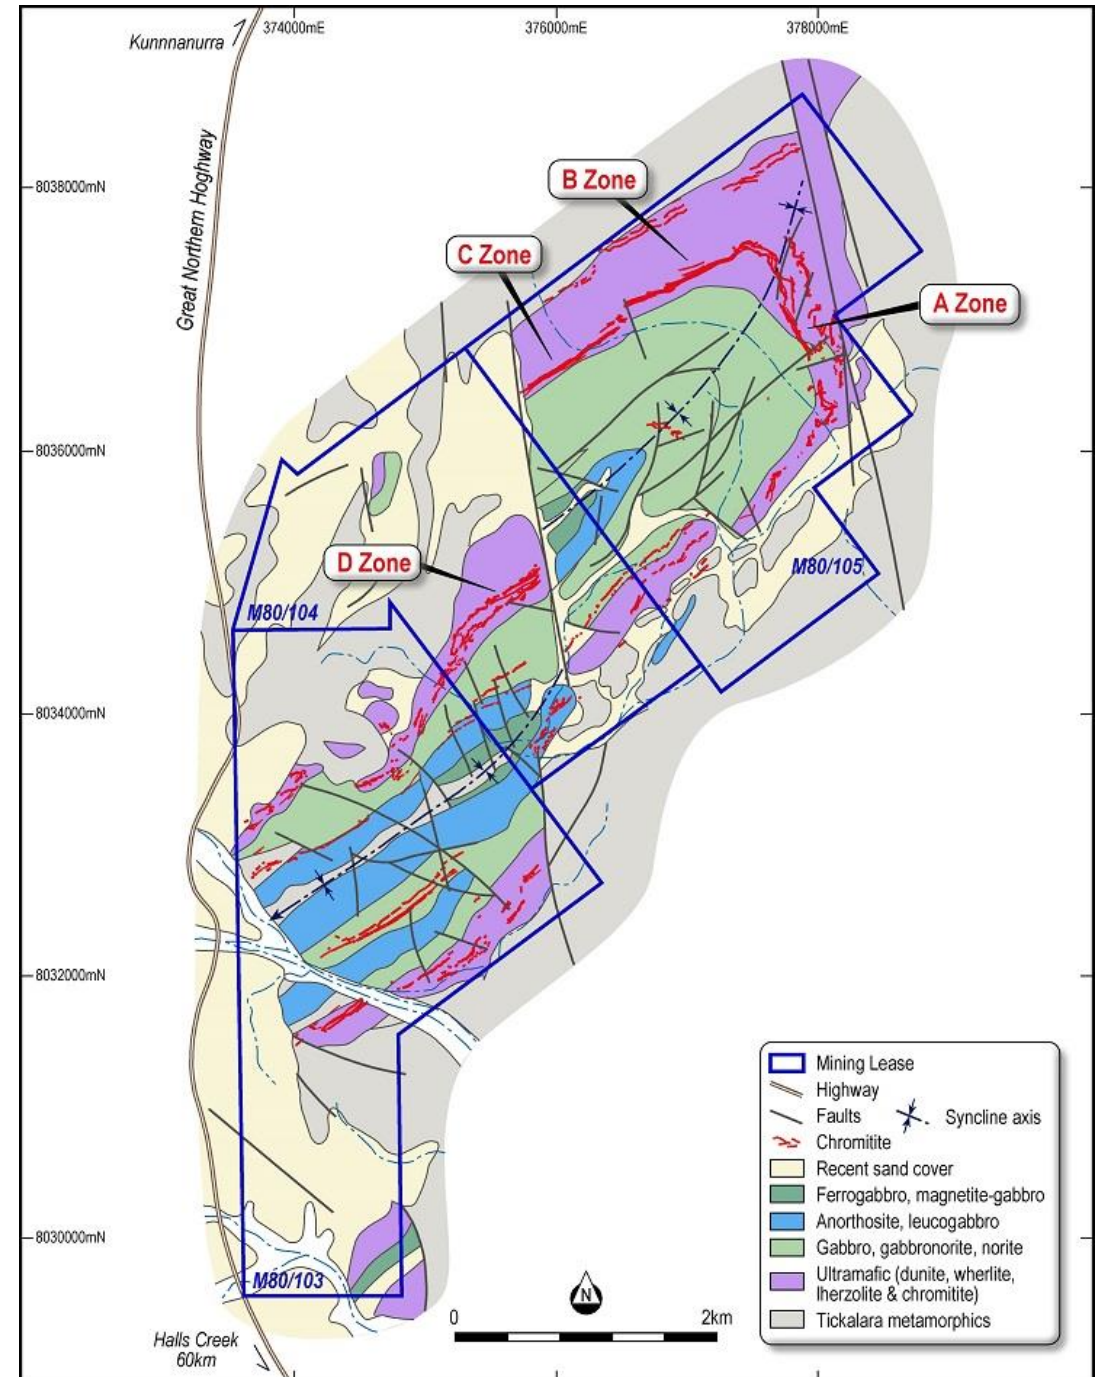 374000mE
376000mE
378000mE
Kunnnanurra
8038000mN
Great Northern Hoghway
B Zone
C Zone
A Zone
8036000mN
D Zone
M80/105
M80/104
8034000mN
8032000mN
8030000mN
M80/103
Halls Creek
60km
N
0
2km
Mining Lease
Highway
Faults
Syncline axis
Chromitite
Recent sand cover
Ferrogabbro, magnetite-gabbro
Anorthosite, leucogabbro
Gabbro, gabbronorite, norite
Ultramafic (dunite, wherlite,
lherzolite & chromitite)
Tickalara metamorphics